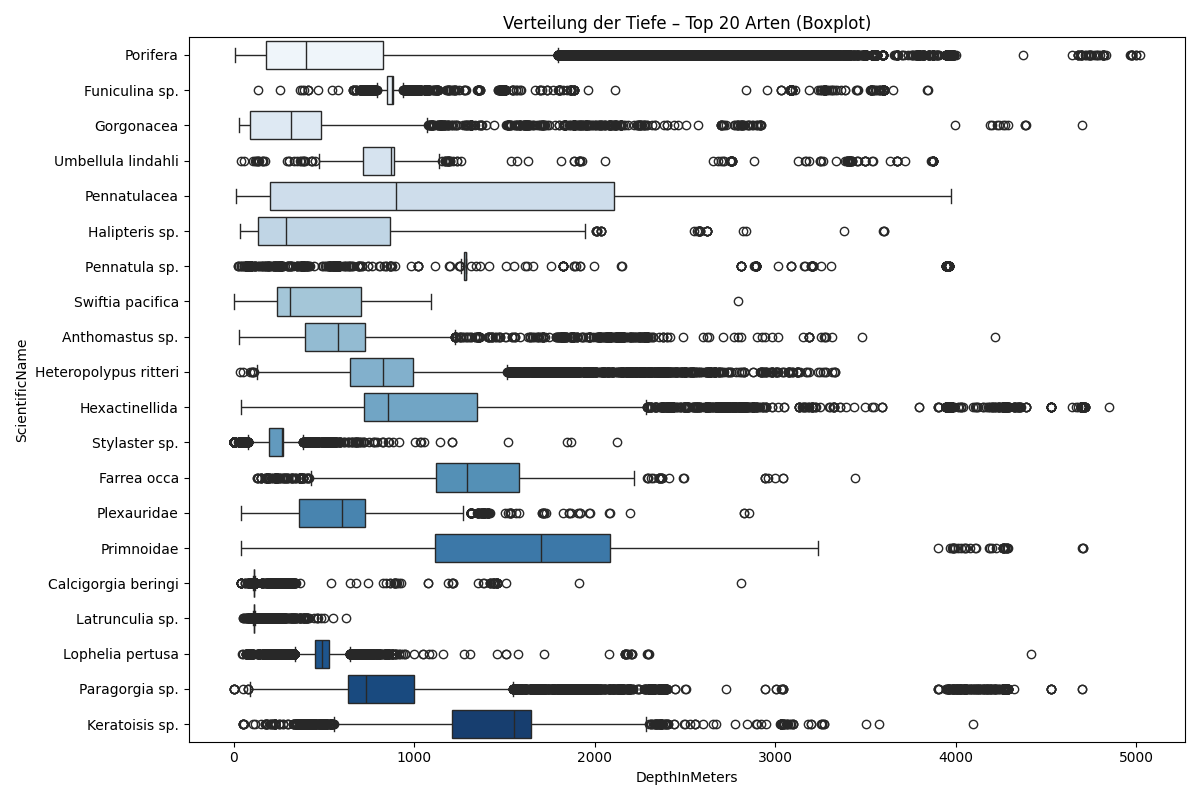 Verteilung der Tiefe – Top 20 Arten (Boxplot)
ScientificName
Porifera
Funiculina sp.
Gorgonacea
Umbellula lindahli
Pennatulacea
Halipteris sp.
Pennatula sp.
Swiftia pacifica
Anthomastus sp.
Heteropolypus ritteri
Hexactinellida
Stylaster sp.
Farrea occa
Plexauridae
Primnoidae
Calcigorgia beringi
Latrunculia sp.
Lophelia pertusa
Paragorgia sp.
Keratoisis sp.
0 1000 2000 3000 4000 5000
DepthInMeters